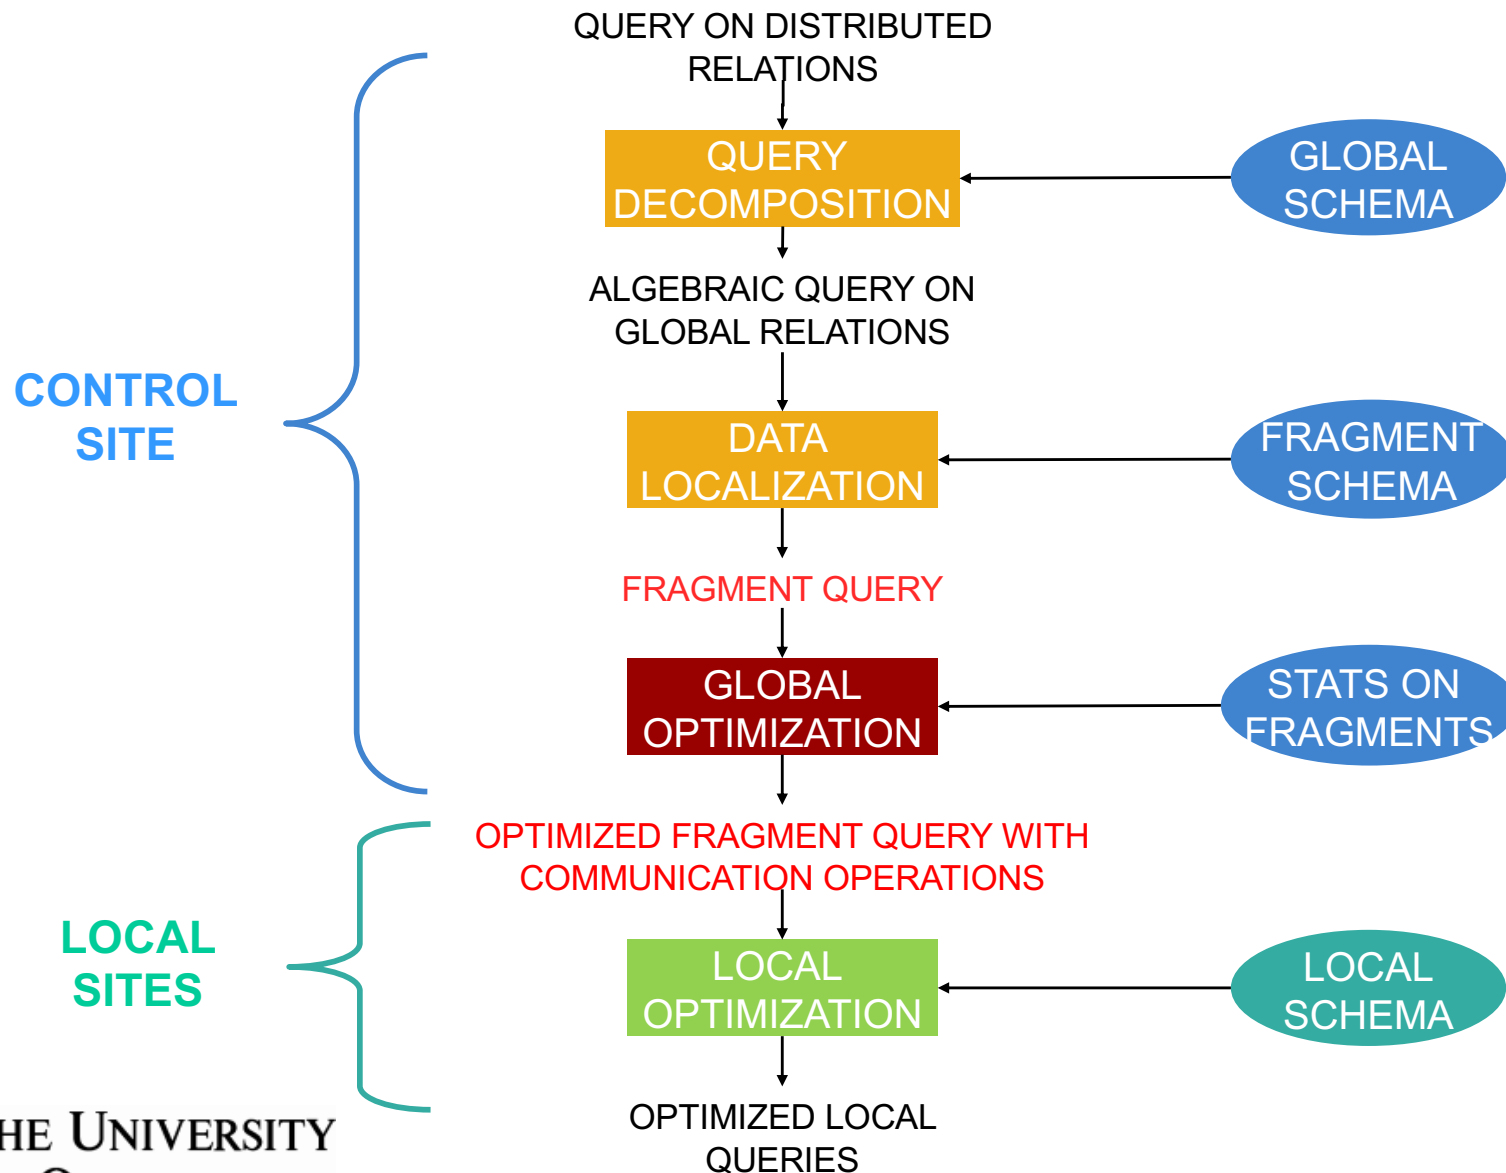 QUERY ON DISTRIBUTED
RELATIONS
QUERY
DECOMPOSITION
GLOBAL
SCHEMA
ALGEBRAIC QUERY ON
GLOBAL RELATIONS
CONTROL
SITE
DATA
LOCALIZATION
FRAGMENT
SCHEMA
FRAGMENT QUERY
GLOBAL
OPTIMIZATION
STATS ON
FRAGMENTS
OPTIMIZED FRAGMENT QUERY WITH
COMMUNICATION OPERATIONS
LOCAL
SITES
LOCAL
OPTIMIZATION
LOCAL
SCHEMA
OPTIMIZED LOCAL
QUERIES
HE UNIVERSITY